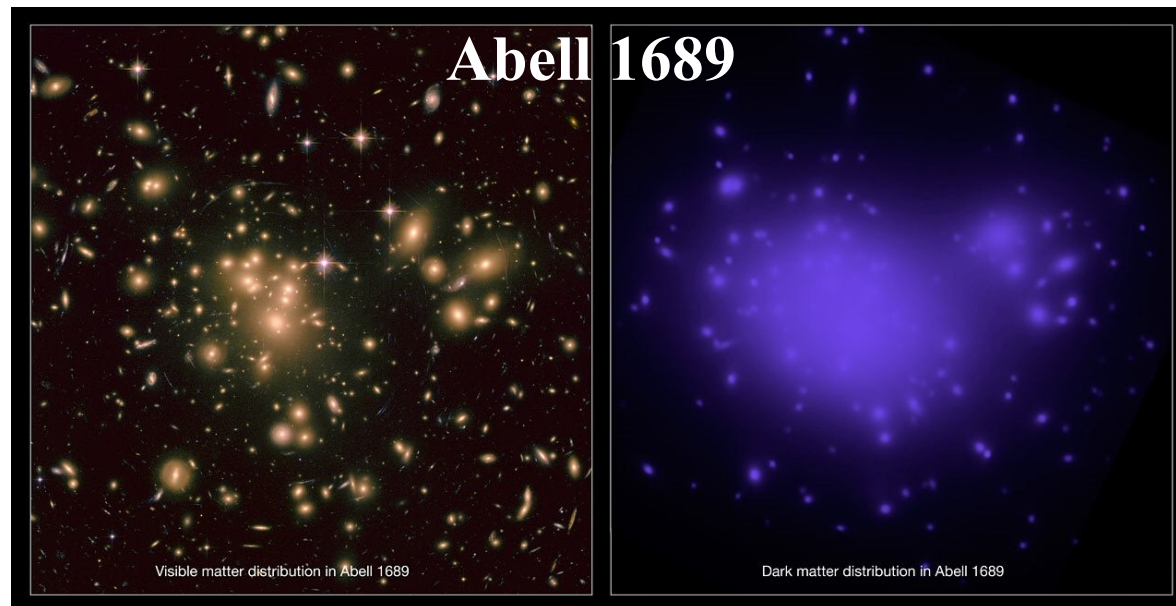 Abell 1689
Visible matter distribution in Abell 1689
Dark matter distribution in Abell 1689